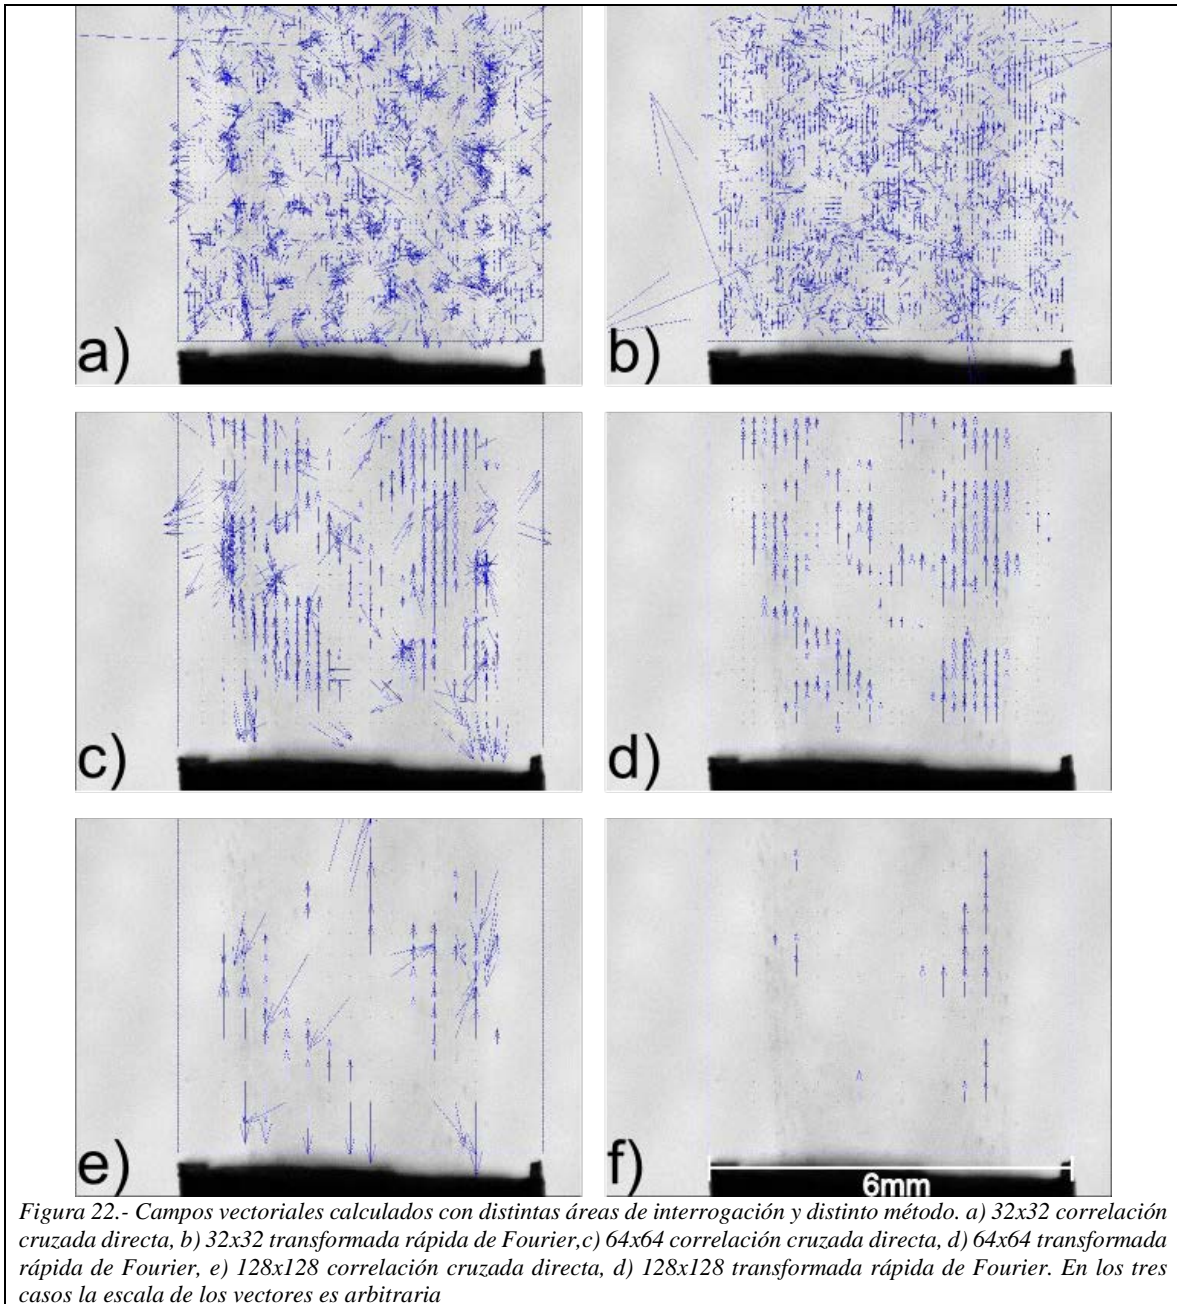 a)
b)
c)
d)
e)
f)
6mm
Figura 22.- Campos vectoriales calculados con distintas áreas de interrogación y distinto método. a) 32x32 correlación
cruzada directa, b) 32x32 transformada rápida de Fourier,c) 64x64 correlación cruzada directa, d) 64x64 transformada
rápida de Fourier, e) 128x128 correlación cruzada directa, d) 128x128 transformada rápida de Fourier. En los tres
casos la escala de los vectores es arbitraria